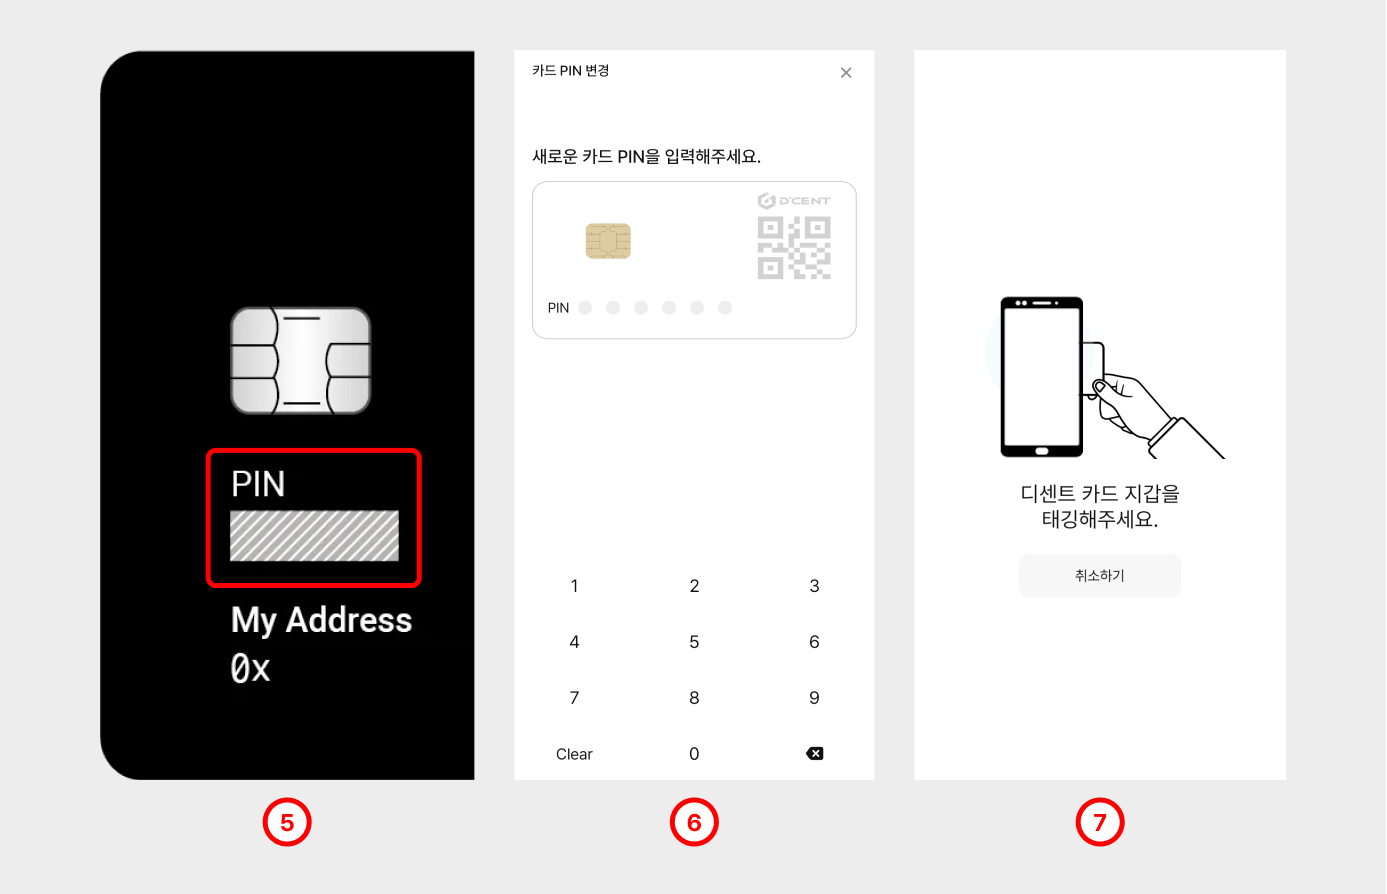 PIN
My Address
0x
5
카드 PIN 변경
새로운 카드 PIN을 입력해주세요.
D'CENT
PIN
1 2 3
4 5 6
7 8 9
Clear 0
6
디센트 카드 지갑을
태깅해주세요.
취소하기
7